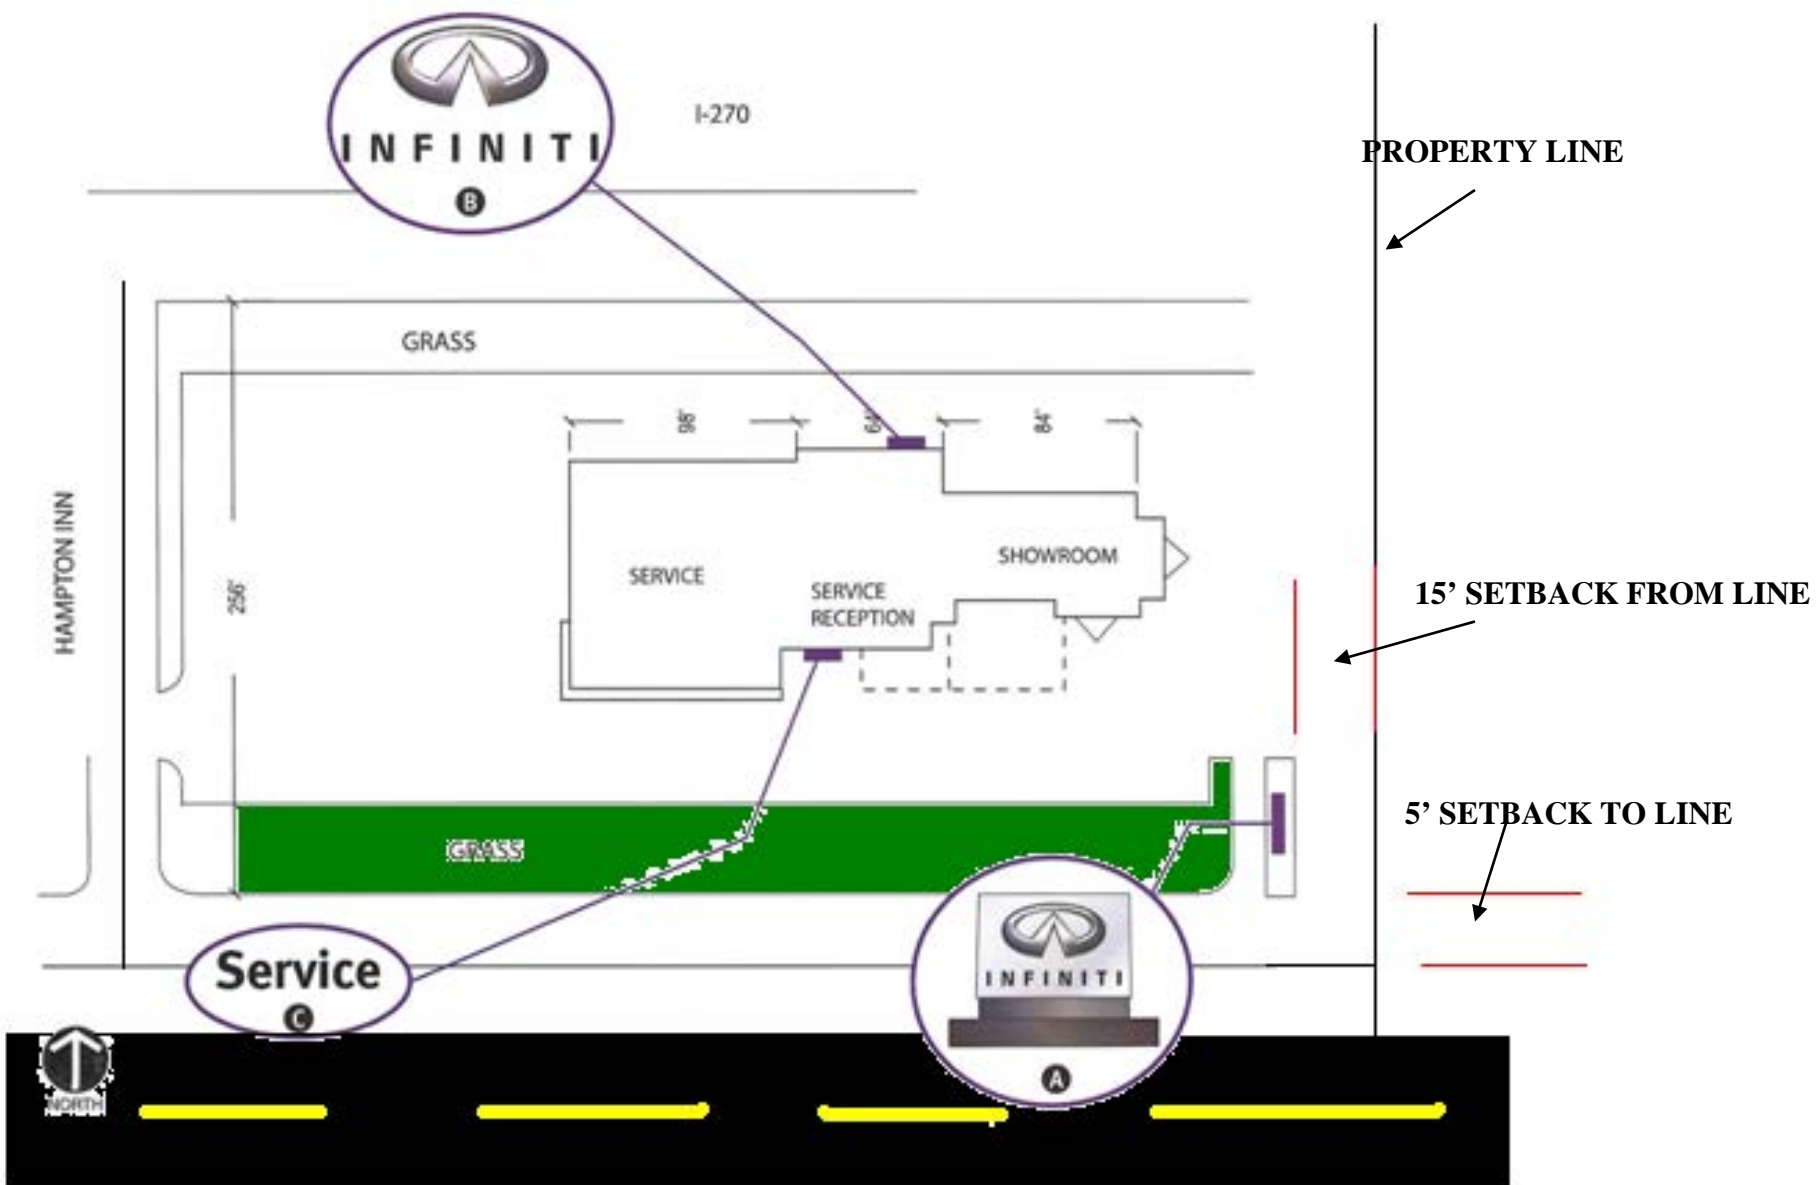 INFINITI
B
I-270
PROPERTY LINE
GRASS
98'
64'
84'
HAMPTON INN
256'
SERVICE
SERVICE
RECEPTION
SHOWROOM
15’ SETBACK FROM LINE
5’ SETBACK TO LINE
GRASS
Service
C
INFINITI
A
NORTH